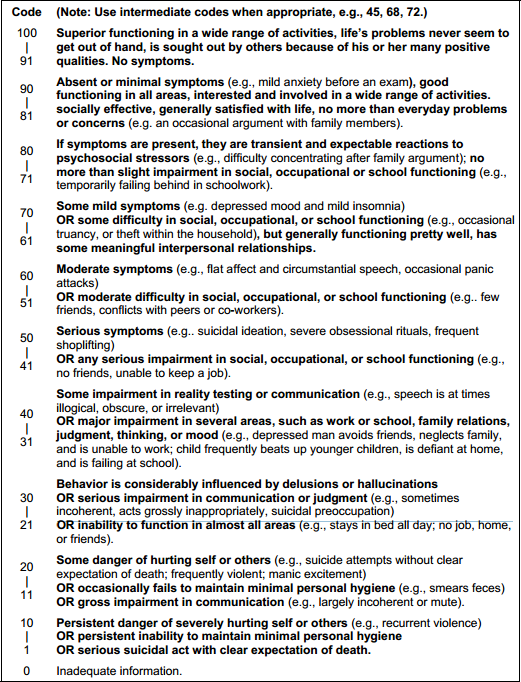 Code (Note: Use intermediate codes when appropriate, e.g., 45, 68, 72.)
100 Superior functioning in a wide range of activities, life's problems never seem to
| get out of hand, is sought out by others because of his or her many positive
91 qualities. No symptoms.
Absent or minimal symptoms (e.g., mild anxiety before an exam), good
90 functioning in all areas, interested and involved in a wide range of activities.
| socially effective, generally satisfied with life, no more than everyday problems
81 or concerns (e.g. an occasional argument with family members).
80 If symptoms are present, they are transient and expectable reactions to
| psychosocial stressors (e.g., difficulty concentrating after family argument); no
71 more than slight impairment in social, occupational or school functioning (e.g.,
temporarily failing behind in schoolwork).
70 Some mild symptoms (e.g. depressed mood and mild insomnia)
| OR some difficulty in social, occupational, or school functioning (e.g., occasional
61 truancy, or theft within the household), but generally functioning pretty well, has
some meaningful interpersonal relationships.
60 Moderate symptoms (e.g., flat affect and circumstantial speech, occasional panic
| attacks)
51 OR moderate difficulty in social, occupational, or school functioning (e.g.. few
friends, conflicts with peers or co-workers).
50 Serious symptoms (e.g.. suicidal ideation, severe obsessional rituals, frequent
| shoplifting)
41 OR any serious impairment in social, occupational, or school functioning (e.g.,
no friends, unable to keep a job).
Some impairment in reality testing or communication (e.g., speech is at times
40 illogical, obscure, or irrelevant)
| OR major impairment in several areas, such as work or school, family relations,
31 judgment, thinking, or mood (e.g., depressed man avoids friends, neglects family,
and is unable to work; child frequently beats up younger children, is defiant at home,
and is failing at school).
Behavior is considerably influenced by delusions or hallucinations
30 OR serious impairment in communication or judgment (e.g., sometimes
| incoherent, acts grossly inappropriately, suicidal preoccupation)
21 OR inability to function in almost all areas (e.g., stays in bed all day; no job, home,
or friends).
20 Some danger of hurting self or others (e.g., suicide attempts without clear
| expectation of death; frequently violent; manic excitement)
11 OR occasionally fails to maintain minimal personal hygiene (e.g., smears feces)
OR gross impairment in communication (e.g., largely incoherent or mute).
10 Persistent danger of severely hurting self or others (e.g., recurrent violence)
| OR persistent inability to maintain minimal personal hygiene
1 OR serious suicidal act with clear expectation of death.
0 Inadequate information.